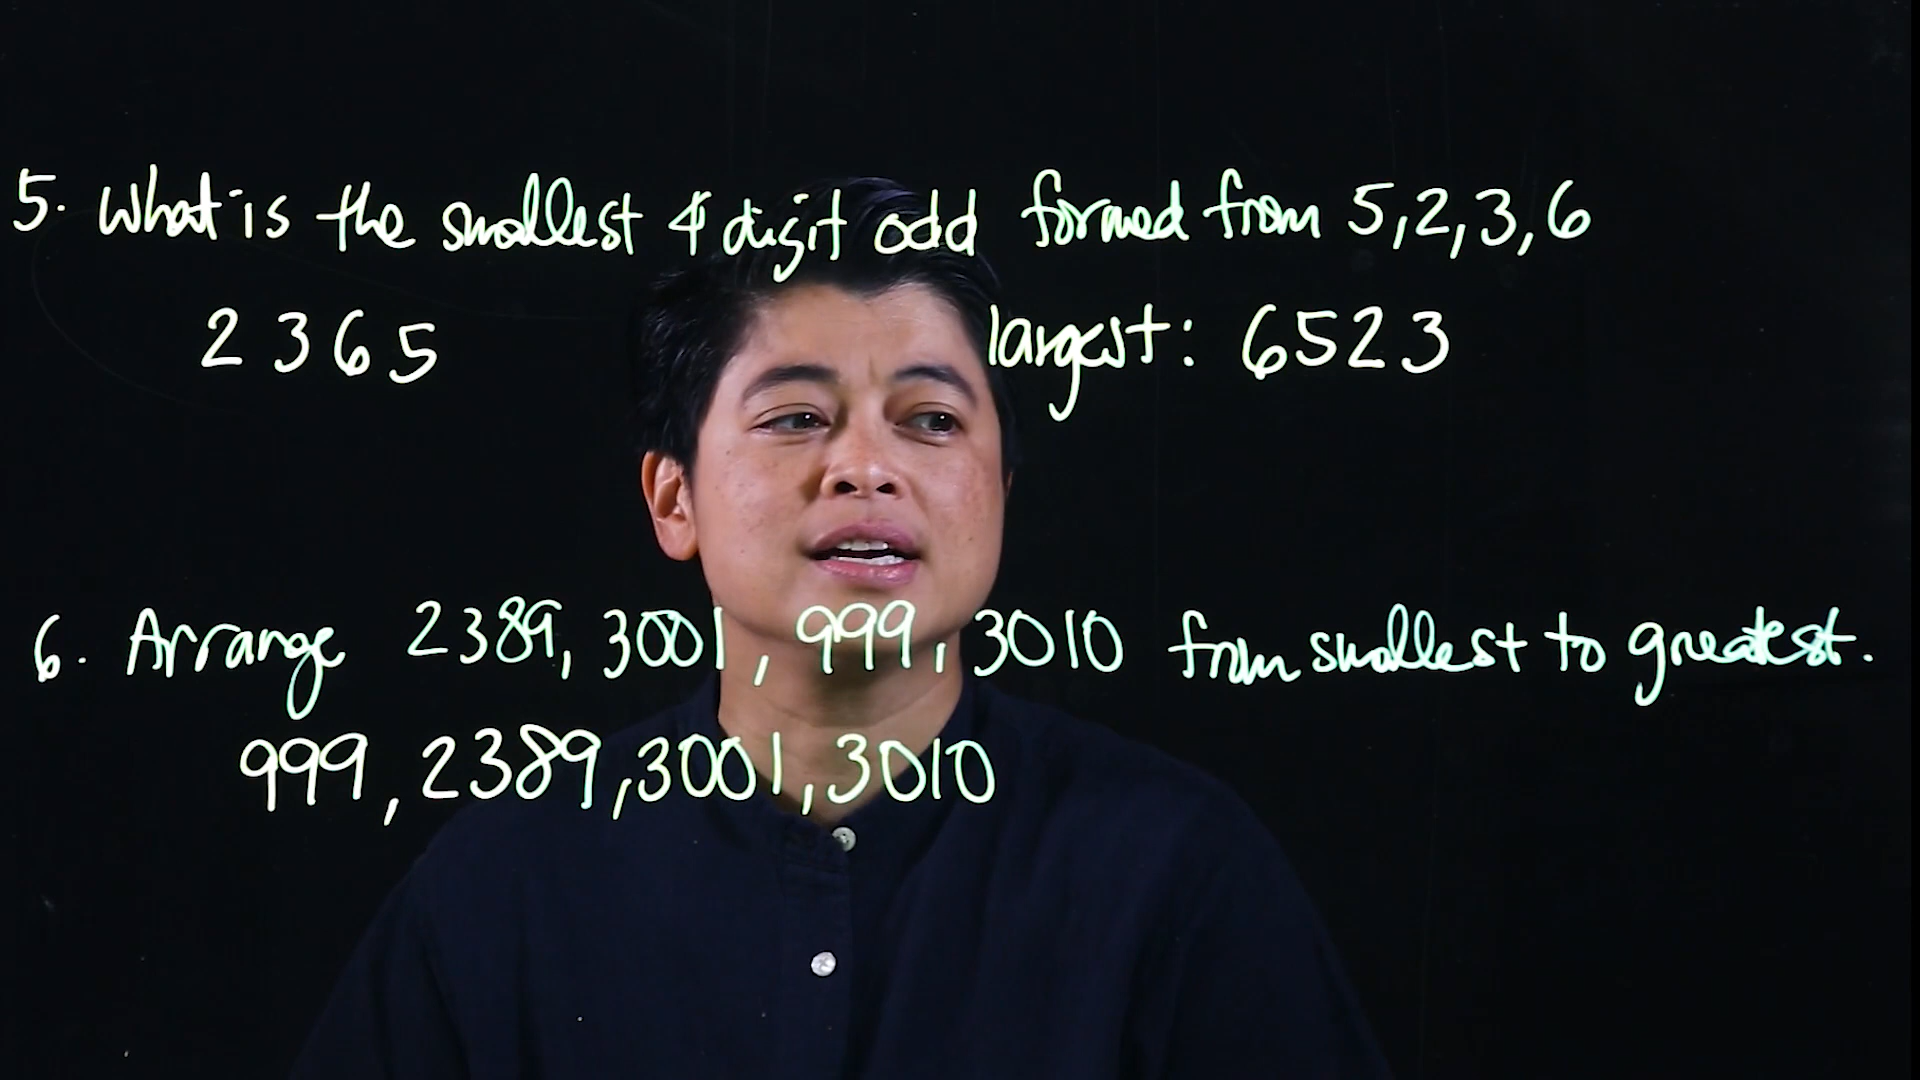 5. What is the smallest 4 digit odd formed from 5,2,3,6
2365 largest: 6523
6. Arrange 2389, 3001, 999, 3010 from smallest to greatest.
999, 2389, 3001, 3010